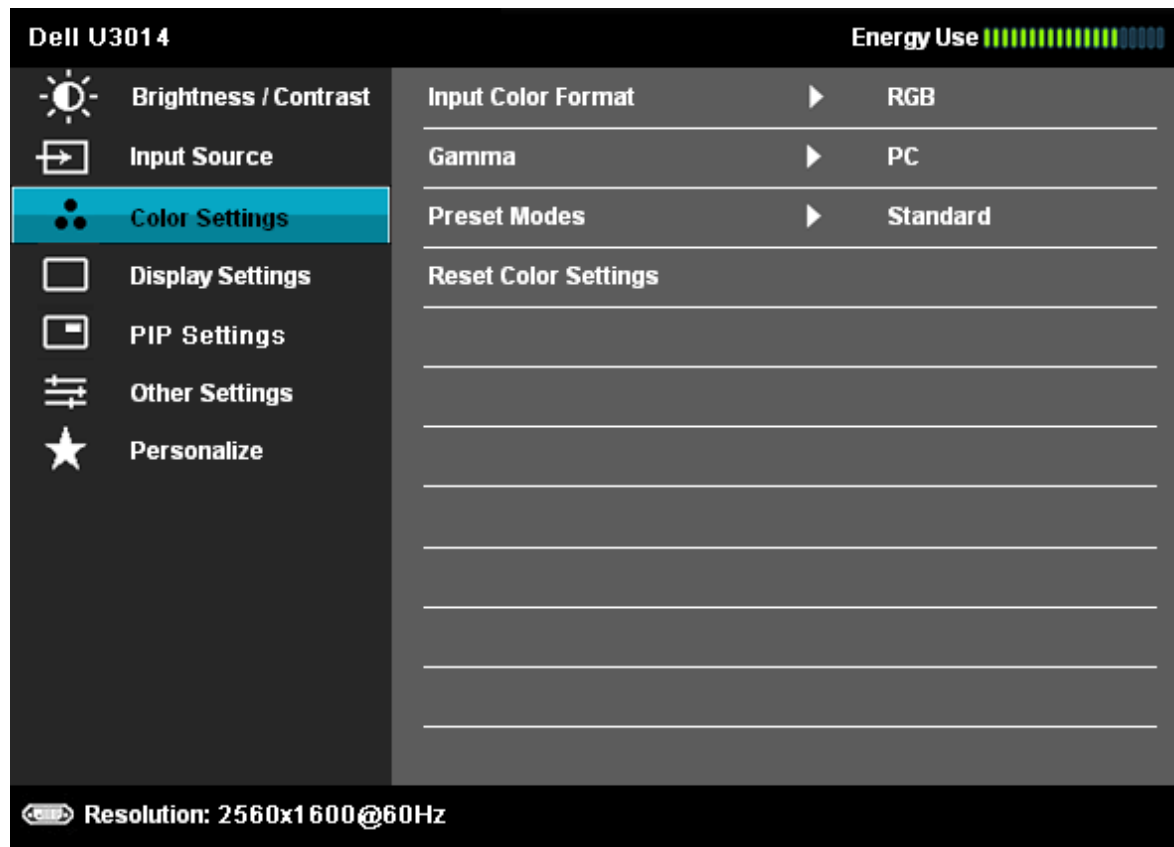 Dell U3014 Energy Use
Brightness / Contrast
Input Source
Color Settings
Display Settings
PIP Settings
Other Settings
Personalize
Input Color Format RGB
Gamma PC
Preset Modes Standard
Reset Color Settings
Resolution: 2560x1600@60Hz